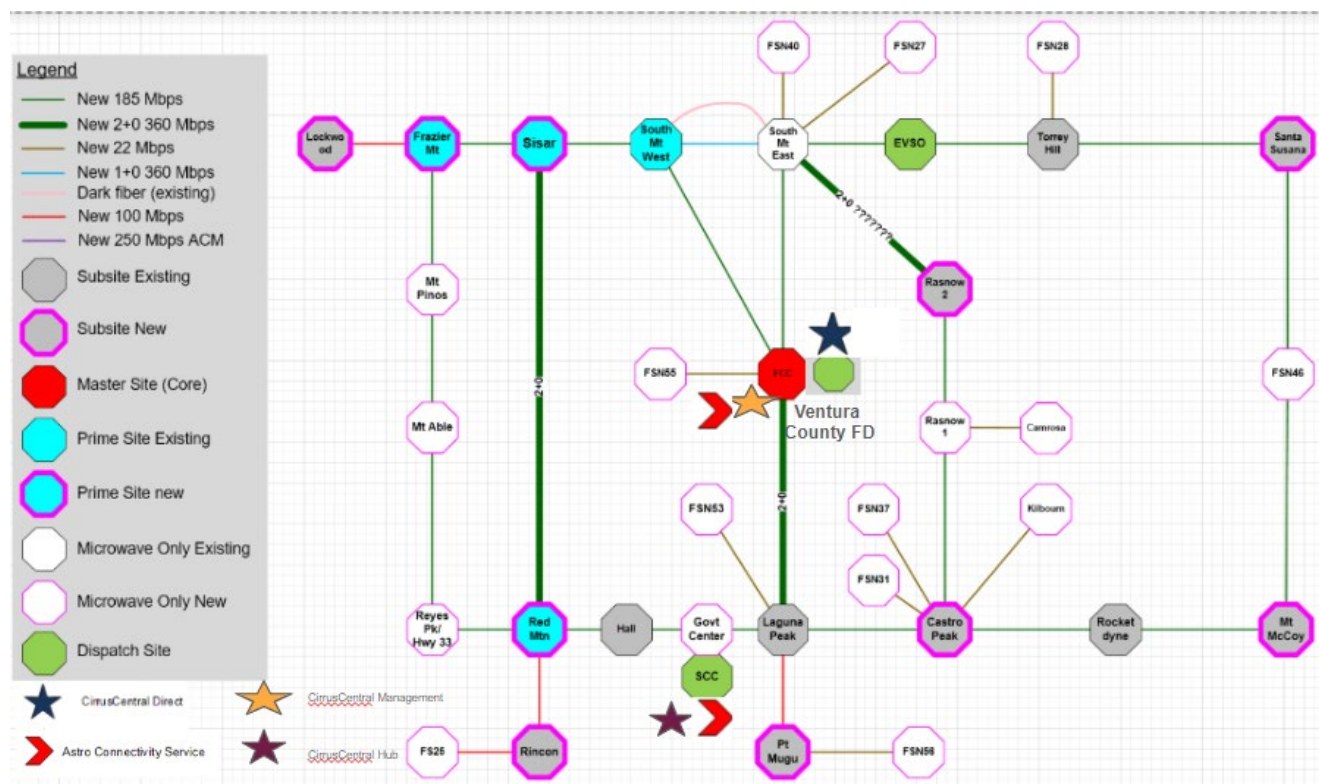 Legend
New 185 Mbps
New 2+0 360 Mbps
New 22 Mbps
New 1+0 360 Mbps
Dark fiber (existing)
New 100 Mbps
New 250 Mbps ACM
Subsite Existing
Subsite New
Master Site (Core)
Prime Site Existing
Prime Site new
Microwave Only Existing
Microwave Only New
Dispatch Site
CirrusCentral Direct
CirrusCentral Management
Astro Connectivity Service
CirrusCentral Hub
FSN40
FSN27
FSN28
Lockwo
od
Frazier
Mt
Sisar
South
Mt
West
South
Mt
East
EVSO
Torrey
Hill
Santa
Susana
2+0 ???????
Mt
Pinos
Rasnow
2
FSN55
FCC
Ventura
County FD
FSN46
2+0
Mt Able
Rasnow
1
Camrosa
2+0
FSN53
FSN37
Kilbourn
FSN31
Reyes
Pk/
Hwy 33
Red
Mtn
Hall
Govt
Center
Laguna
Peak
Castro
Peak
Rocket
dyne
Mt
McCoy
SCC
FS25
Rincon
Pt
Mugu
FSN56